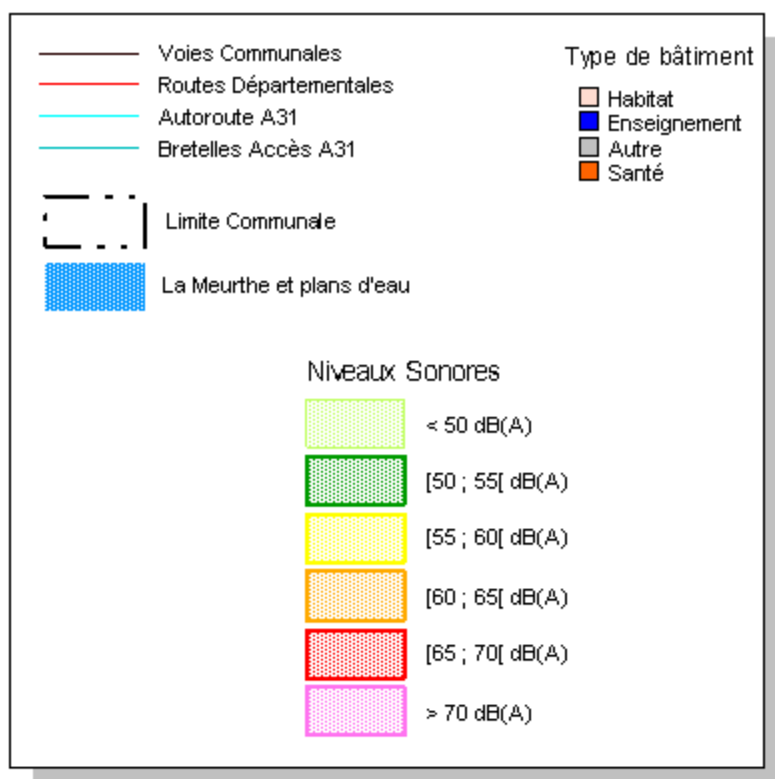 Voies Communales
Routes Départementales
Autoroute A31
Bretelles Accès A31
Limite Communale
La Meurthe et plans d'eau
Type de bâtiment
Habitat
Enseignement
Autre
Santé
Niveaux Sonores
< 50 dB(A)
[50 ; 55[ dB(A)
[55 ; 60[ dB(A)
[60 ; 65[ dB(A)
[65 ; 70[ dB(A)
> 70 dB(A)